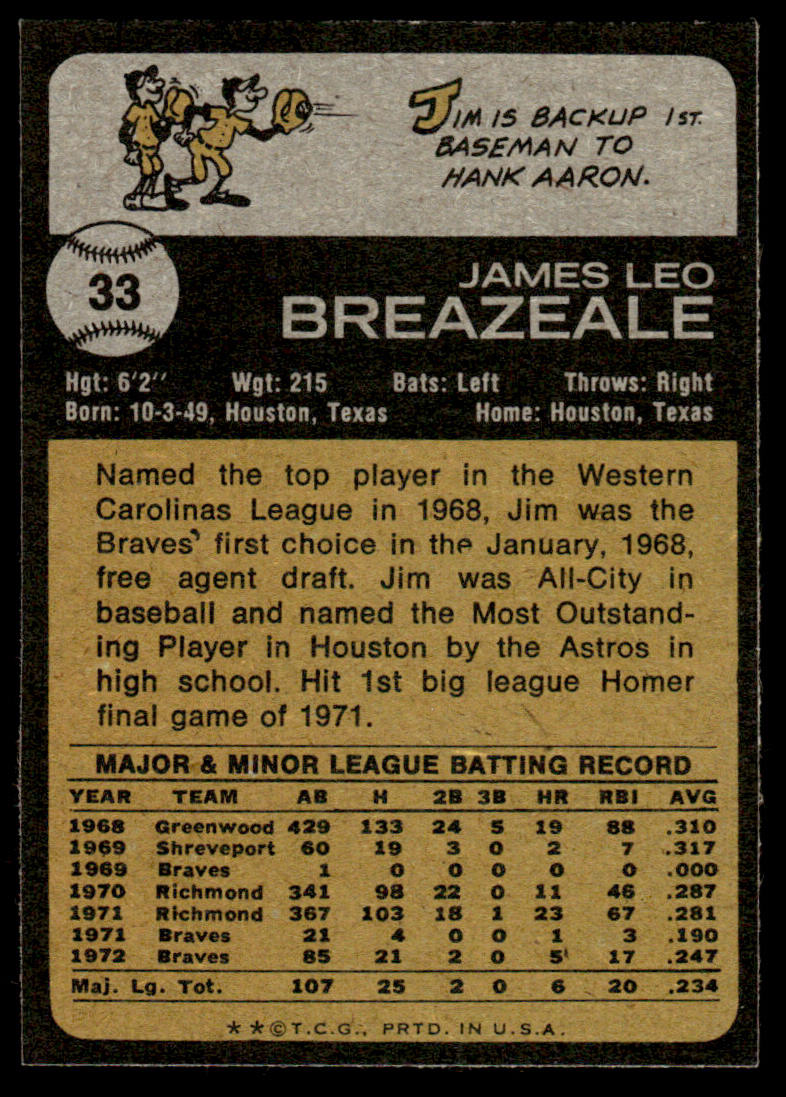 JIM IS BACKUP 1ST.
BASEMAN TO
HANK AARON.
33
JAMES LEO
BREAZEALE
Hgt: 6'2" Wgt: 215 Bats: Left Throws: Right
Born: 10-3-49, Houston, Texas Home: Houston, Texas
Named the top player in the Western
Carolinas League in 1968, Jim was the
Braves' first choice in the January, 1968,
free agent draft. Jim was All-City in
baseball and named the Most Outstand-
ing Player in Houston by the Astros in
high school. Hit 1st big league Homer
final game of 1971.
MAJOR & MINOR LEAGUE BATTING RECORD
YEAR TEAM AB H 2B 3B HR RBI AVG
1968 Greenwood 429 133 24 5 19 88 .310
1969 Shreveport 60 19 3 0 2 7 .317
1969 Braves 1 0 0 0 0 0 .000
1970 Richmond 341 98 22 0 11 46 .287
1971 Richmond 367 103 18 1 23 67 .281
1971 Braves 21 4 0 0 1 3 .190
1972 Braves 85 21 2 0 5 17 .247
Maj. Lg. Tot. 107 25 2 0 6 20 .234
**©T.C.G., PRTD. IN U.S.A.